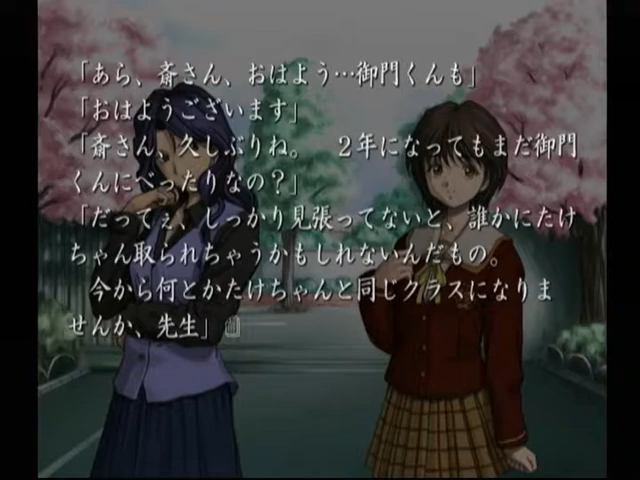 「あら、斎さん、おはよう…御門くんも」
「おはようございます」
「斎さん、久しぶりね。　２年になってもまだ御門
くんにべったりなの？」
「だってぇ、しっかり見張ってないと、誰かにたけ
ちゃん取られちゃうかもしれないんだもの。
　今から何とかたけちゃんと同じクラスになりま
せんか、先生」